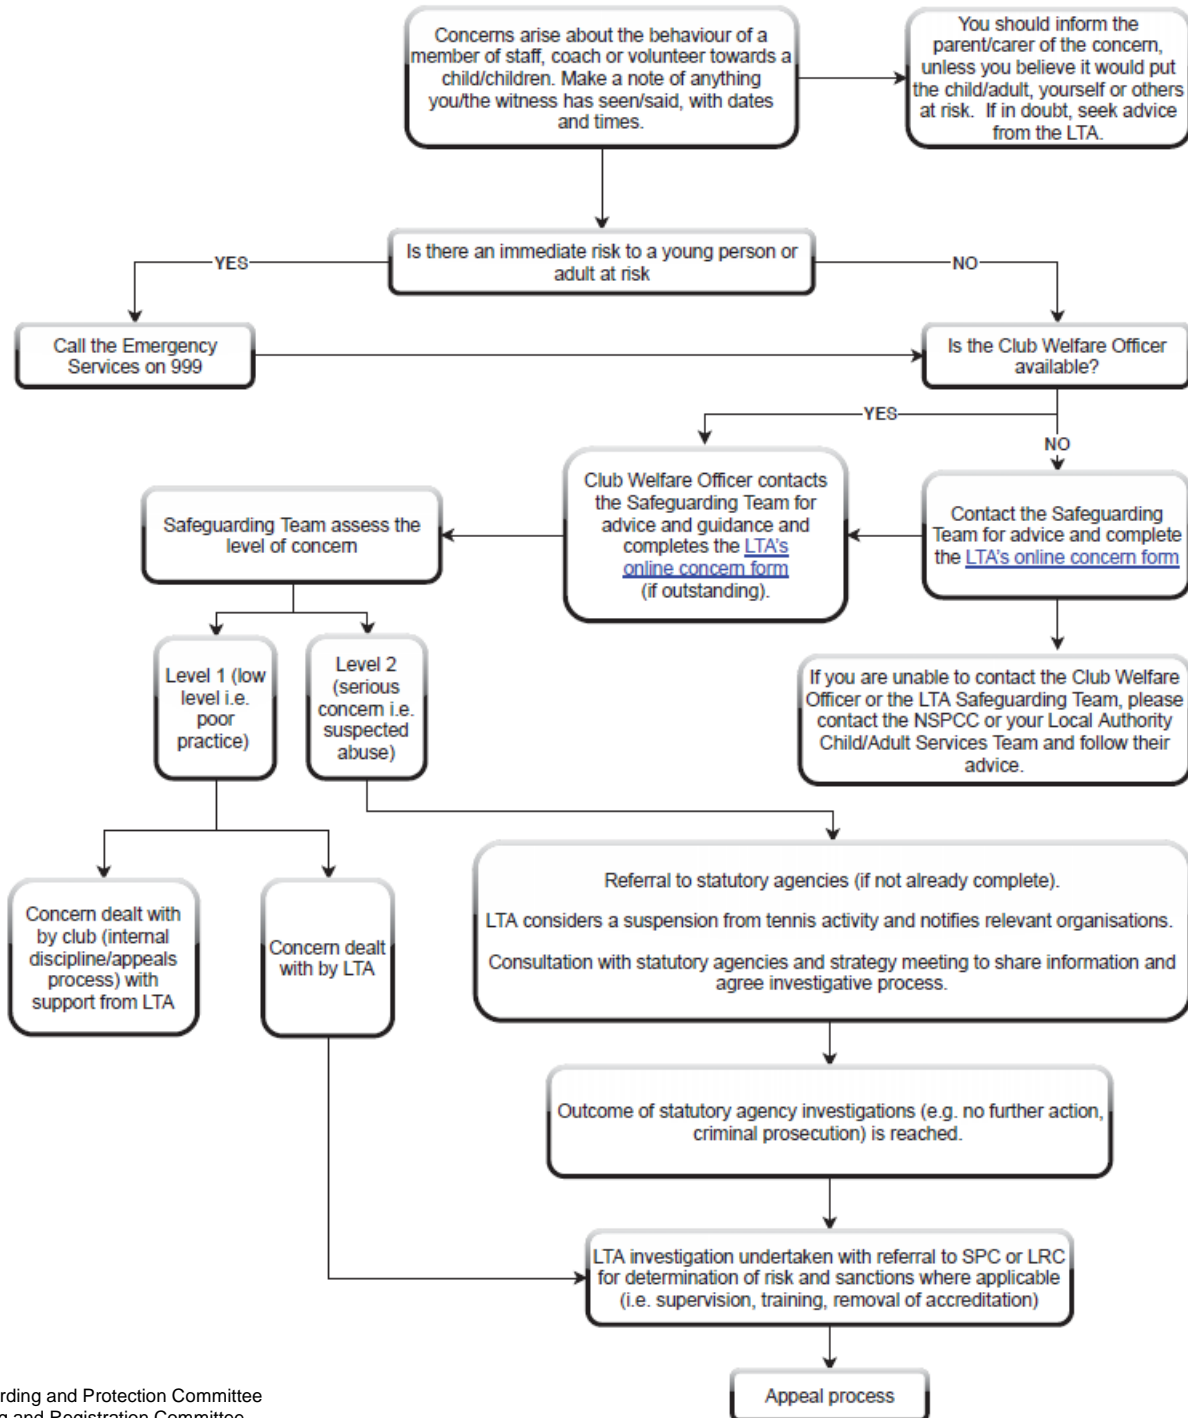 Concerns arise about the behaviour of a
member of staff, coach or volunteer towards a
child/children. Make a note of anything
you/the witness has seen/said, with dates
and times.
You should inform the
parent/carer of the concern,
unless you believe it would put
the child/adult, yourself or others
at risk. If in doubt, seek advice
from the LTA.
Is there an immediate risk to a young person or
adult at risk
YES
NO
Call the Emergency
Services on 999
Is the Club Welfare Officer
available?
YES
NO
Club Welfare Officer contacts
the Safeguarding Team for
advice and guidance and
completes the LTA's
online concern form
(if outstanding).
Contact the Safeguarding
Team for advice and complete
the LTA's online concern form
Safeguarding Team assess the
level of concern
Level 1 (low
level i.e.
poor
practice)
Level 2
(serious
concern i.e.
suspected
abuse)
If you are unable to contact the Club Welfare
Officer or the LTA Safeguarding Team, please
contact the NSPCC or your Local Authority
Child/Adult Services Team and follow their
advice.
Concern dealt with
by club (internal
discipline/appeals
process) with
support from LTA
Concern dealt
with by LTA
Referral to statutory agencies (if not already complete).
LTA considers a suspension from tennis activity and notifies relevant organisations.
Consultation with statutory agencies and strategy meeting to share information and
agree investigative process.
Outcome of statutory agency investigations (e.g. no further action,
criminal prosecution) is reached.
LTA investigation undertaken with referral to SPC or LRC
for determination of risk and sanctions where applicable
(i.e. supervision, training, removal of accreditation)
Appeal process
rding and Protection Committee
and Registration Committee